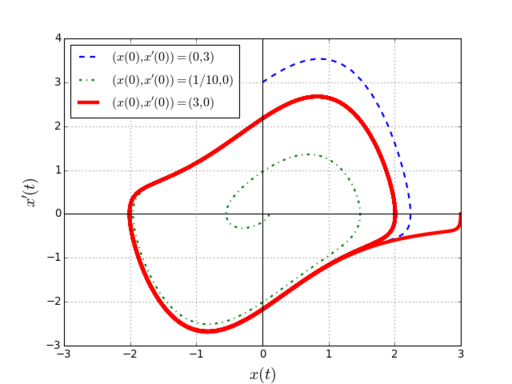 4
3
2
1
0
−1
−2
−3
x′(t)
(x(0),x′(0))=(0,3)
(x(0),x′(0))=(1/10,0)
(x(0),x′(0))=(3,0)
−3 −2 −1 0 1 2 3
x(t)